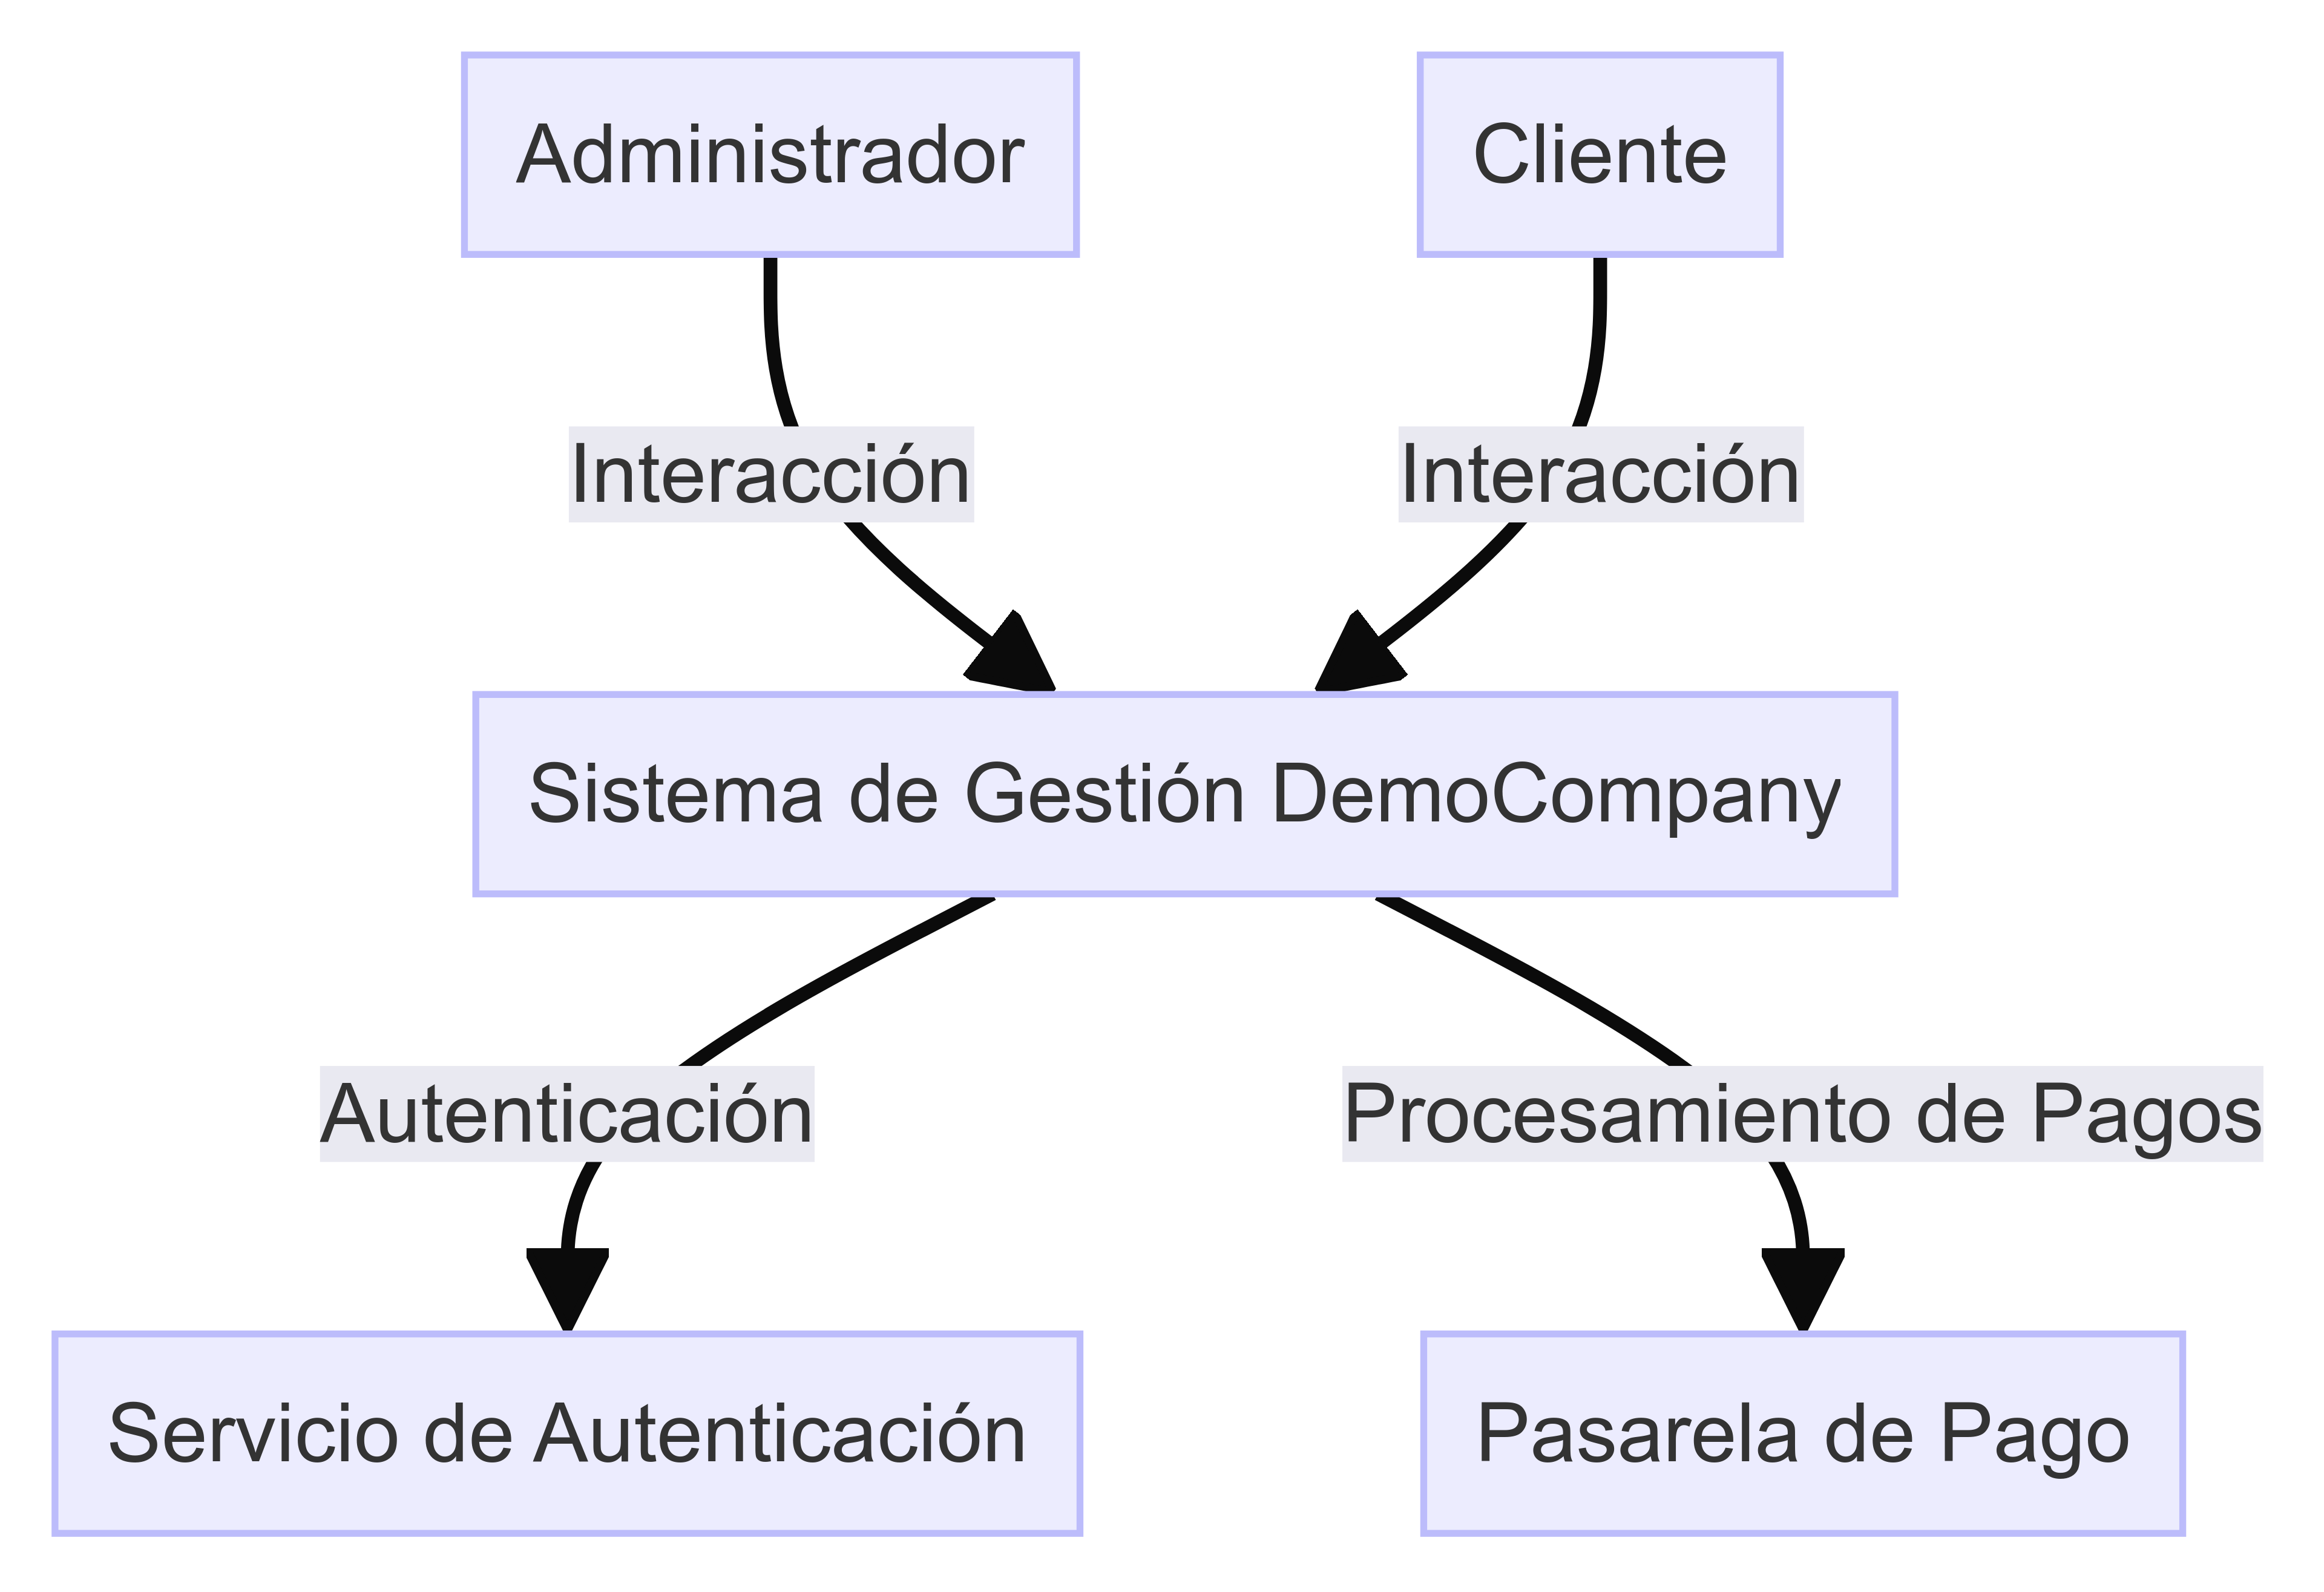 Administrador
Cliente
Interacción
Interacción
Sistema de Gestión DemoCompany
Autenticación
Procesamiento de Pagos
Servicio de Autenticación
Pasarela de Pago